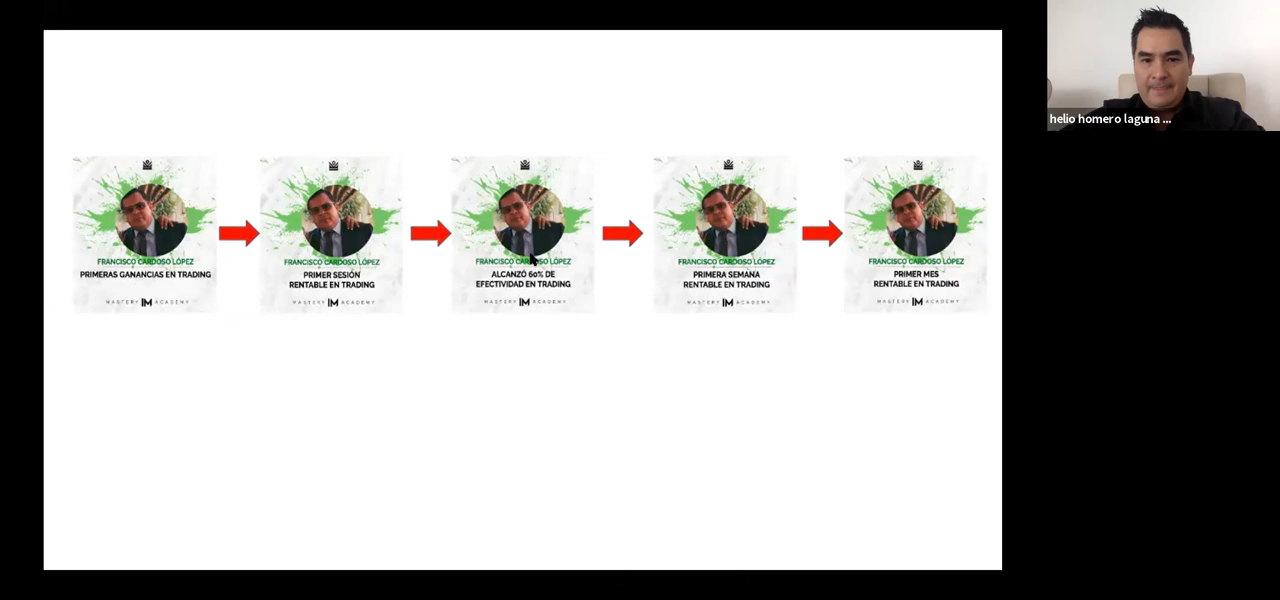 helio homero laguna ...
FRANCISCO CARDOSO LÓPEZ
PRIMERAS GANANCIAS EN TRADING
MASTERY IM ACADEMY
FRANCISCO CARDOSO LÓPEZ
PRIMER SESIÓN
RENTABLE EN TRADING
MASTERY IM ACADEMY
FRANCISCO CARDOSO LÓPEZ
ALCANZÓ 60% DE
EFECTIVIDAD EN TRADING
MASTERY IM ACADEMY
FRANCISCO CARDOSO LÓPEZ
PRIMERA SEMANA
RENTABLE EN TRADING
MASTERY IM ACADEMY
FRANCISCO CARDOSO LÓPEZ
PRIMER MES
RENTABLE EN TRADING
MASTERY IM ACADEMY